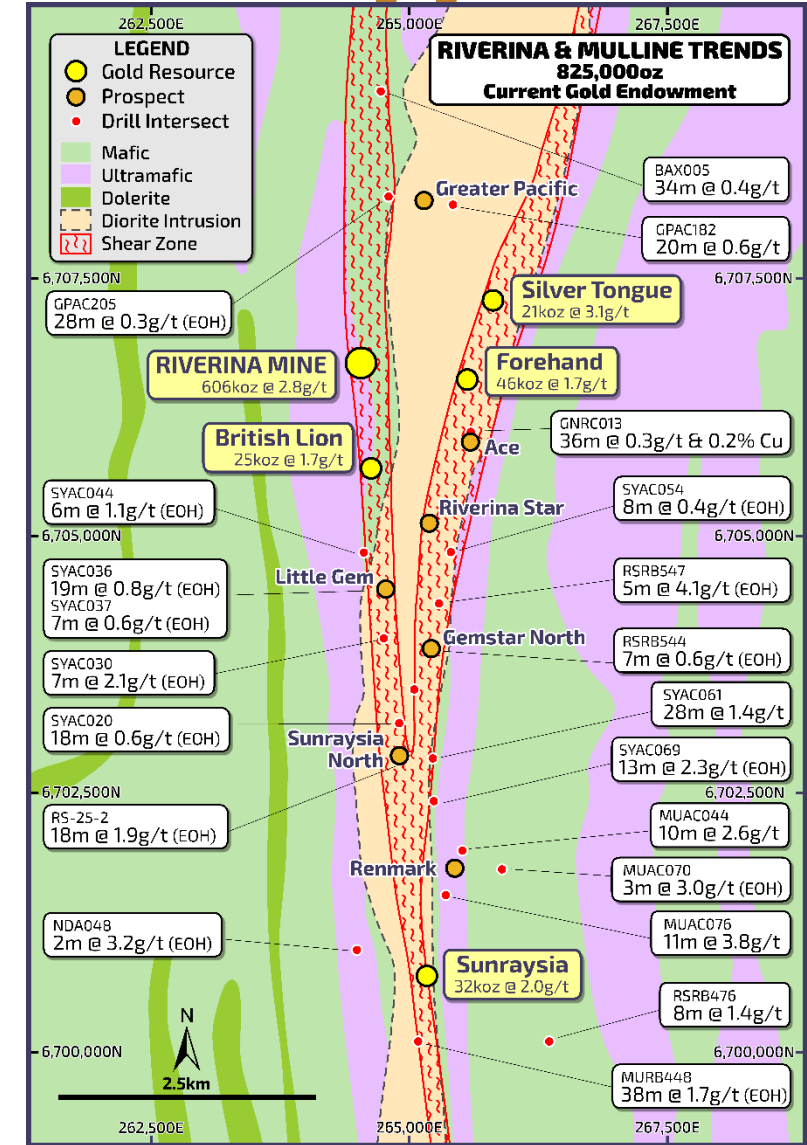 262,500E
265,000E
267,500E
LEGEND
Gold Resource
Prospect
Drill Intersect
Mafic
Ultramafic
Dolerite
Diorite Intrusion
Shear Zone
RIVERINA & MULLINE TRENDS
825,000oz
Current Gold Endowment
BAX005
34m @ 0.4g/t
Greater Pacific
GPAC182
20m @ 0.6g/t
6,707,500N
6,707,500N
GPAC205
28m @ 0.3g/t (EOH)
Silver Tongue
21koz @ 3.1g/t
RIVERINA MINE
606koz @ 2.8g/t
Forehand
46koz @ 1.7g/t
British Lion
25koz @ 1.7g/t
GNRC013
36m @ 0.3g/t & 0.2% Cu
Ace
SYAC044
6m @ 1.1g/t (EOH)
Riverina Star
SYAC054
8m @ 0.4g/t (EOH)
6,705,000N
6,705,000N
SYAC036
19m @ 0.8g/t (EOH)
SYAC037
7m @ 0.6g/t (EOH)
Little Gem
RSRB547
5m @ 4.1g/t (EOH)
Gemstar North
RSRB544
7m @ 0.6g/t (EOH)
SYAC030
7m @ 2.1g/t (EOH)
SYAC061
28m @ 1.4g/t
SYAC020
18m @ 0.6g/t (EOH)
Sunraysia
North
SYAC069
13m @ 2.3g/t (EOH)
6,702,500N
6,702,500N
RS-25-2
18m @ 1.9g/t (EOH)
MUAC044
10m @ 2.6g/t
Renmark
MUAC070
3m @ 3.0g/t (EOH)
NDA048
2m @ 3.2g/t (EOH)
MUAC076
11m @ 3.8g/t
Sunraysia
32koz @ 2.0g/t
RSRB476
8m @ 1.4g/t
N
6,700,000N
6,700,000N
2.5km
MURB448
38m @ 1.7g/t (EOH)
262,500E
265,000E
267,500E